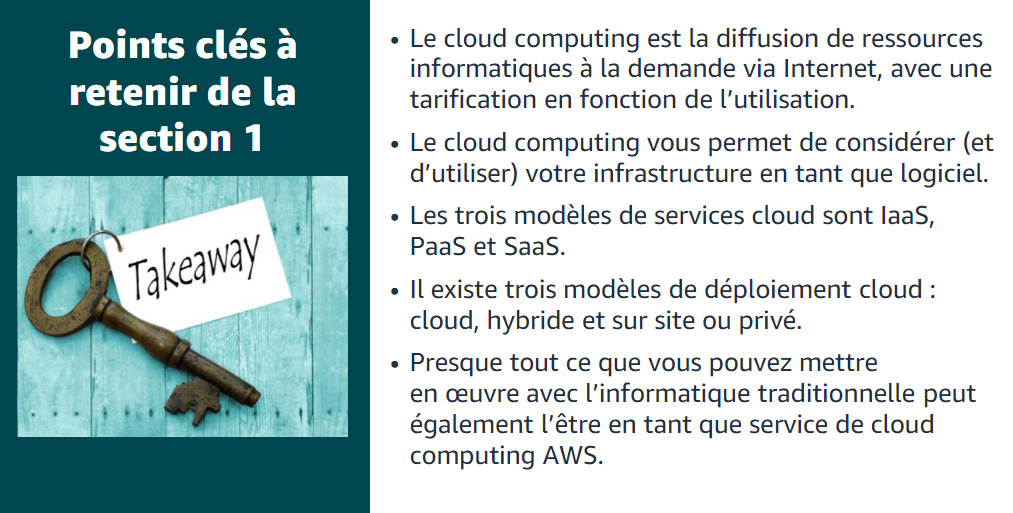 Points clés à
retenir de la
section 1
Takeaway
• Le cloud computing est la diffusion de ressources
informatiques à la demande via Internet, avec une
tarification en fonction de l’utilisation.
• Le cloud computing vous permet de considérer (et
d’utiliser) votre infrastructure en tant que logiciel.
• Les trois modèles de services cloud sont IaaS,
PaaS et SaaS.
• Il existe trois modèles de déploiement cloud :
cloud, hybride et sur site ou privé.
• Presque tout ce que vous pouvez mettre
en œuvre avec l’informatique traditionnelle peut
également l’être en tant que service de cloud
computing AWS.